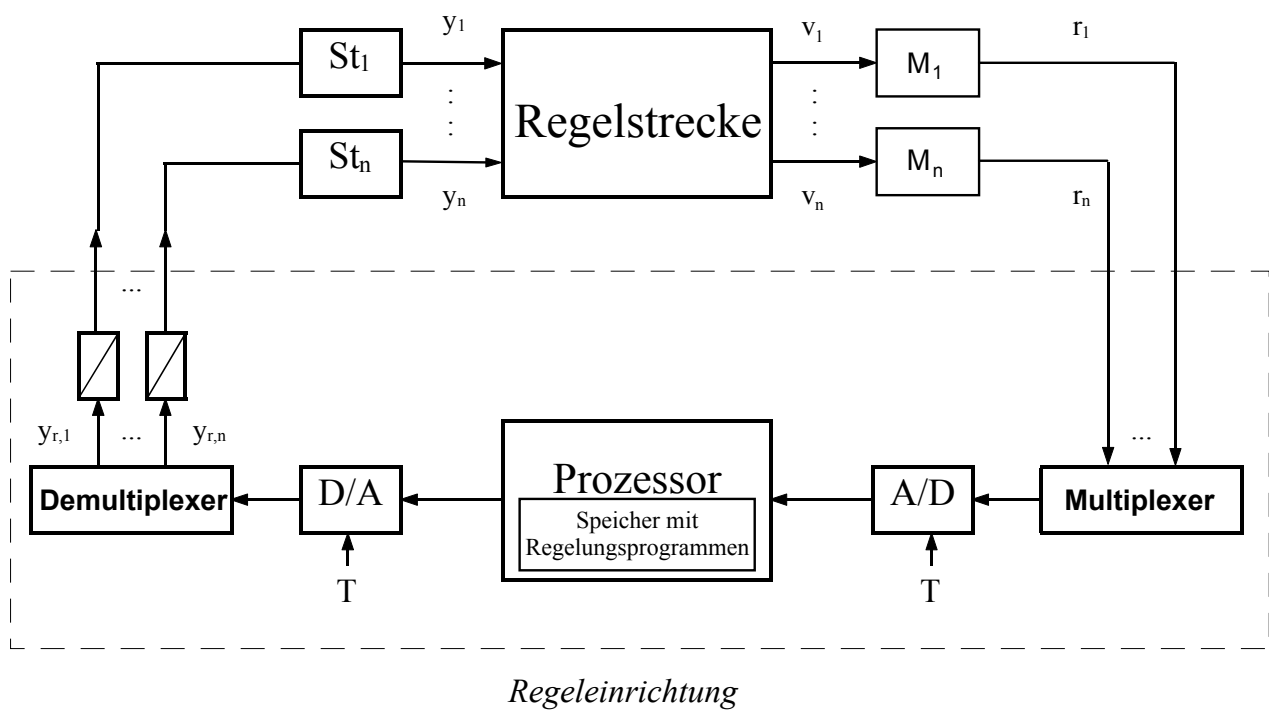 y₁ v₁ r₁
St₁ M₁
⋮ ⋮
Regelstrecke
Stₙ Mₙ
yₙ vₙ rₙ
...
yᵣ,₁ ... yᵣ,ₙ ...
Demultiplexer D/A Prozessor A/D Multiplexer
Speicher mit
Regelungsprogrammen
T T
Regeleinrichtung